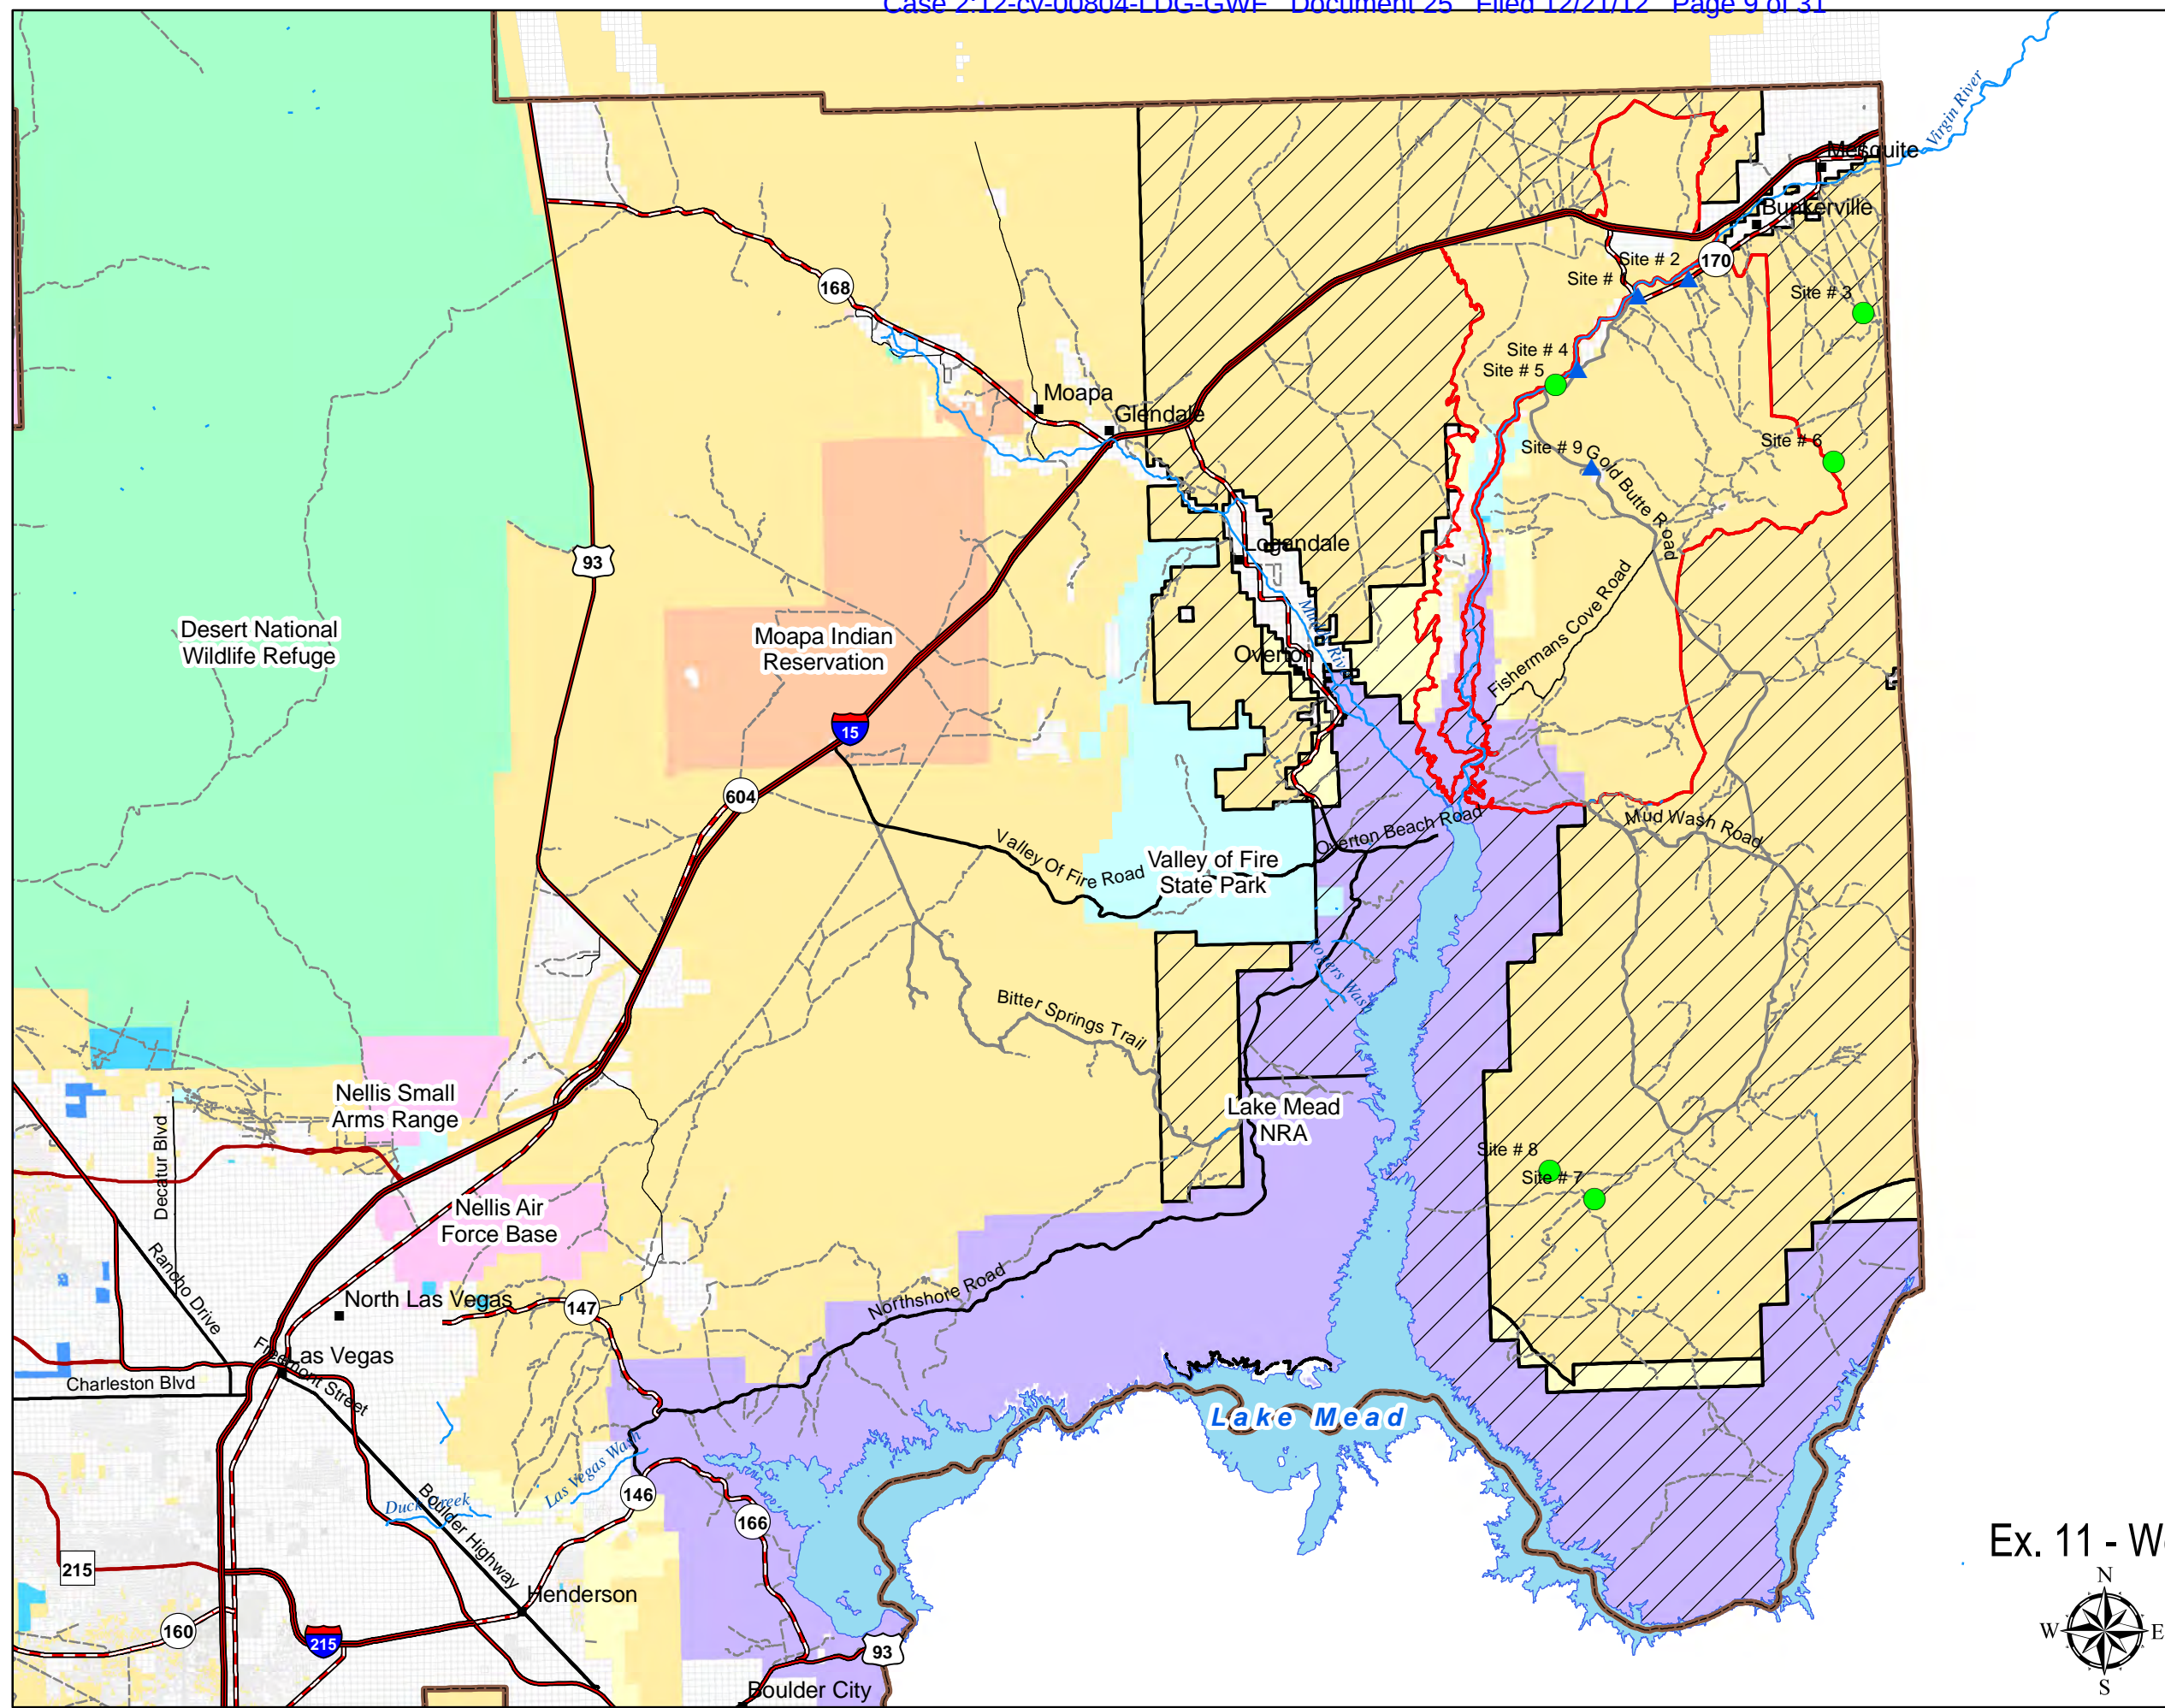 Case 2:12-cv-00804-LDG-GWF Document 25 Filed 12/21/12 Page 9 of 31
Virgin River
Mesquite
Bunkerville
170
Site # 2
Site #
Site # 3
168
Site # 4
Site # 5
Moapa
Glendale
Site # 6
Site # 9
Gold Butte Road
93
Logandale
Fishermans Cove Road
Desert National
Wildlife Refuge
Moapa Indian
Reservation
Overton
15
604
Mud Wash Road
Overton Beach Road
Valley Of Fire Road
Valley of Fire
State Park
Rogers Wash
Bitter Springs Trail
Nellis Small
Arms Range
Lake Mead
NRA
Decatur Blvd
Site # 8
Site # 7
Nellis Air
Force Base
Rancho Drive
Northshore Road
North Las Vegas
147
Las Vegas
Fremont Street
Charleston Blvd
Lake Mead
Las Vegas Wash
146
Duck Creek
Boulder Highway
166
215
Ex. 11 - W
N
W
E
S
Henderson
160
215
93
Boulder City